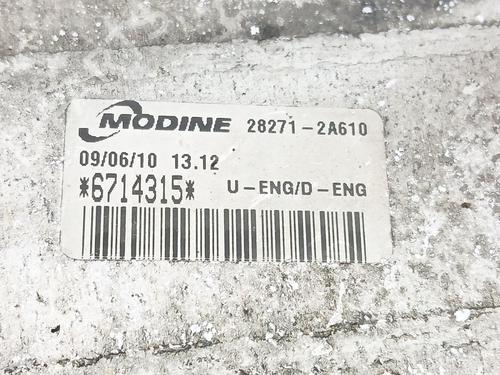 MODINE 28271-2A610
09/06/10 13.12
*6714315* U-ENG/D-ENG